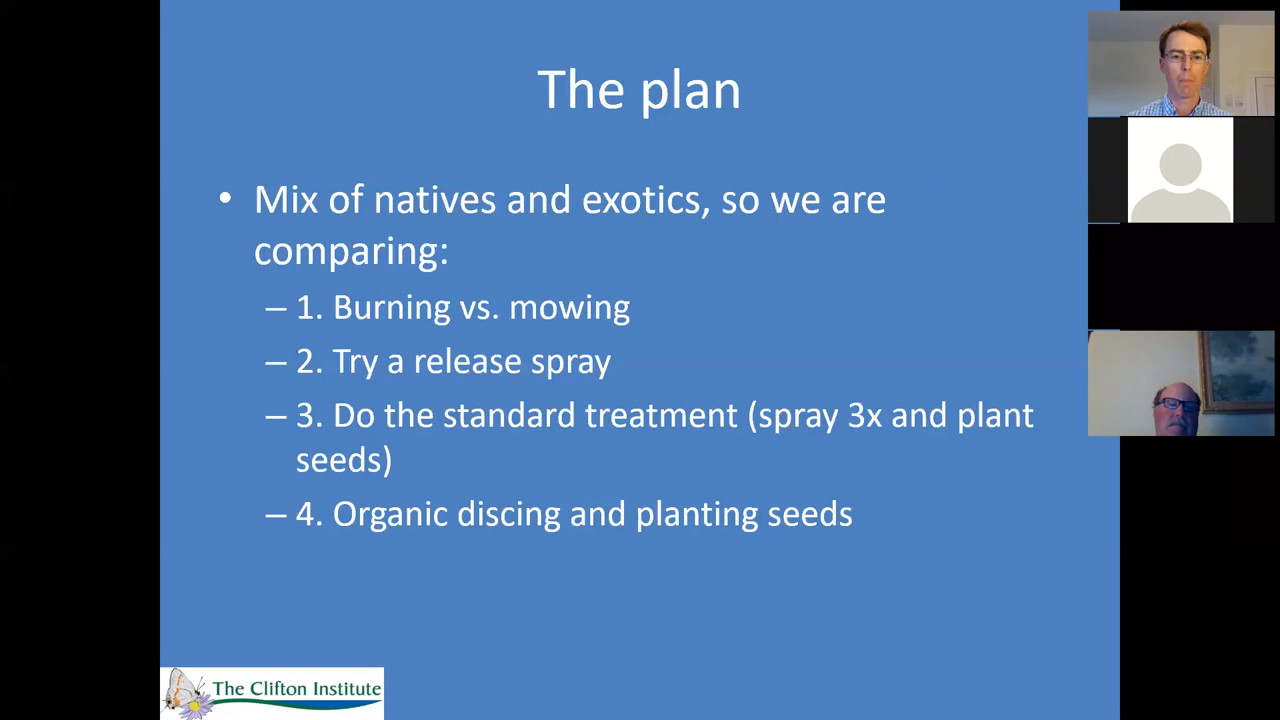 The plan
• Mix of natives and exotics, so we are
comparing:
– 1. Burning vs. mowing
– 2. Try a release spray
– 3. Do the standard treatment (spray 3x and plant
seeds)
– 4. Organic discing and planting seeds
The Clifton Institute